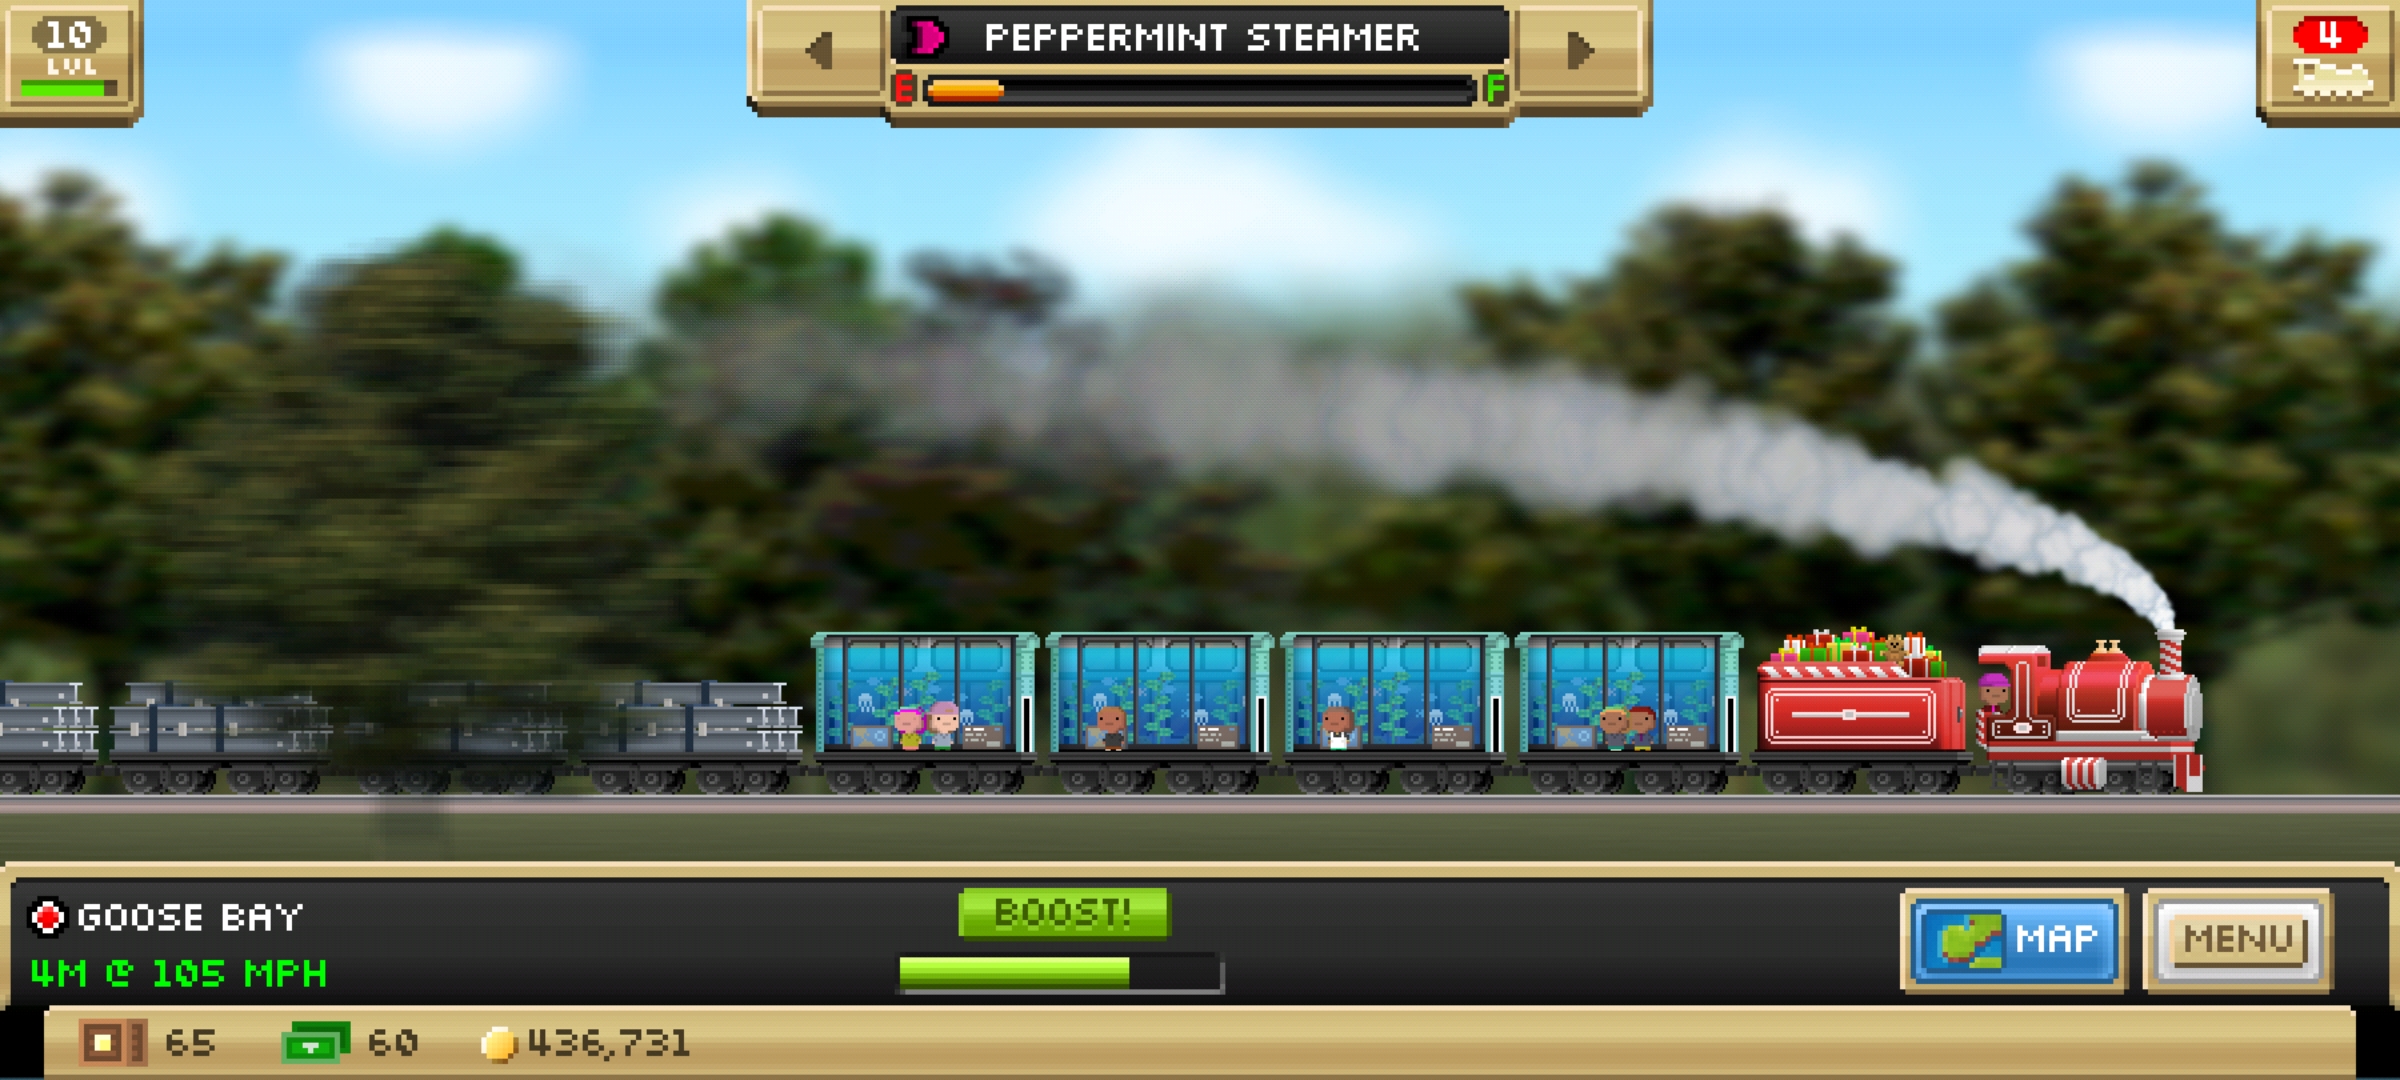 10
LVL
PEPPERMINT STEAMER
E F
4
GOOSE BAY
4M @ 105 MPH
BOOST!
MAP
MENU
65 60 436,731